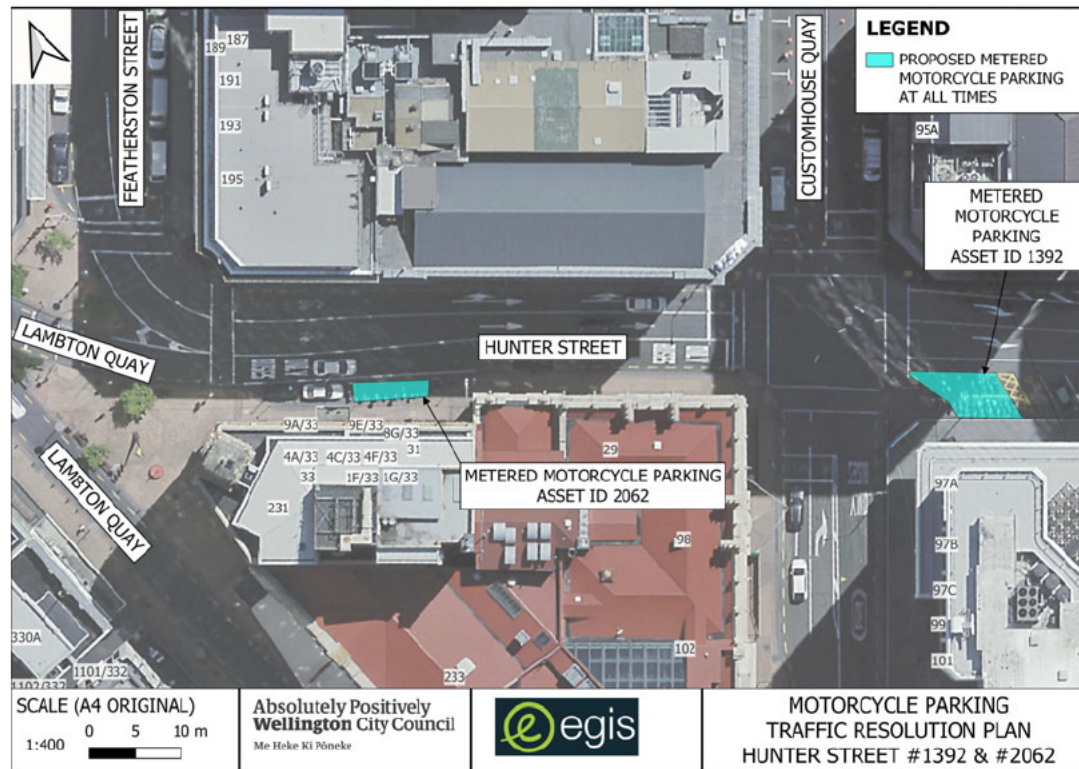 FEATHERSTON STREET
CUSTOMHOUSE QUAY
LEGEND
PROPOSED METERED
MOTORCYCLE PARKING
AT ALL TIMES
187
189
191
193
195
95A
METERED
MOTORCYCLE
PARKING
ASSET ID 1392
LAMBTON QUAY
HUNTER STREET
LAMBTON QUAY
9A/33
9E/33
8G/33
31
4A/33
4C/33
4F/33
33
1F/33
1G/33
29
METERED MOTORCYCLE PARKING
ASSET ID 2062
231
98
97A
97B
97C
99
101
102
233
330A
1101/332
1102/332
SCALE (A4 ORIGINAL)
0 5 10 m
1:400
Absolutely Positively
Wellington City Council
Me Heke Ki Pōneke
egis
MOTORCYCLE PARKING
TRAFFIC RESOLUTION PLAN
HUNTER STREET #1392 & #2062